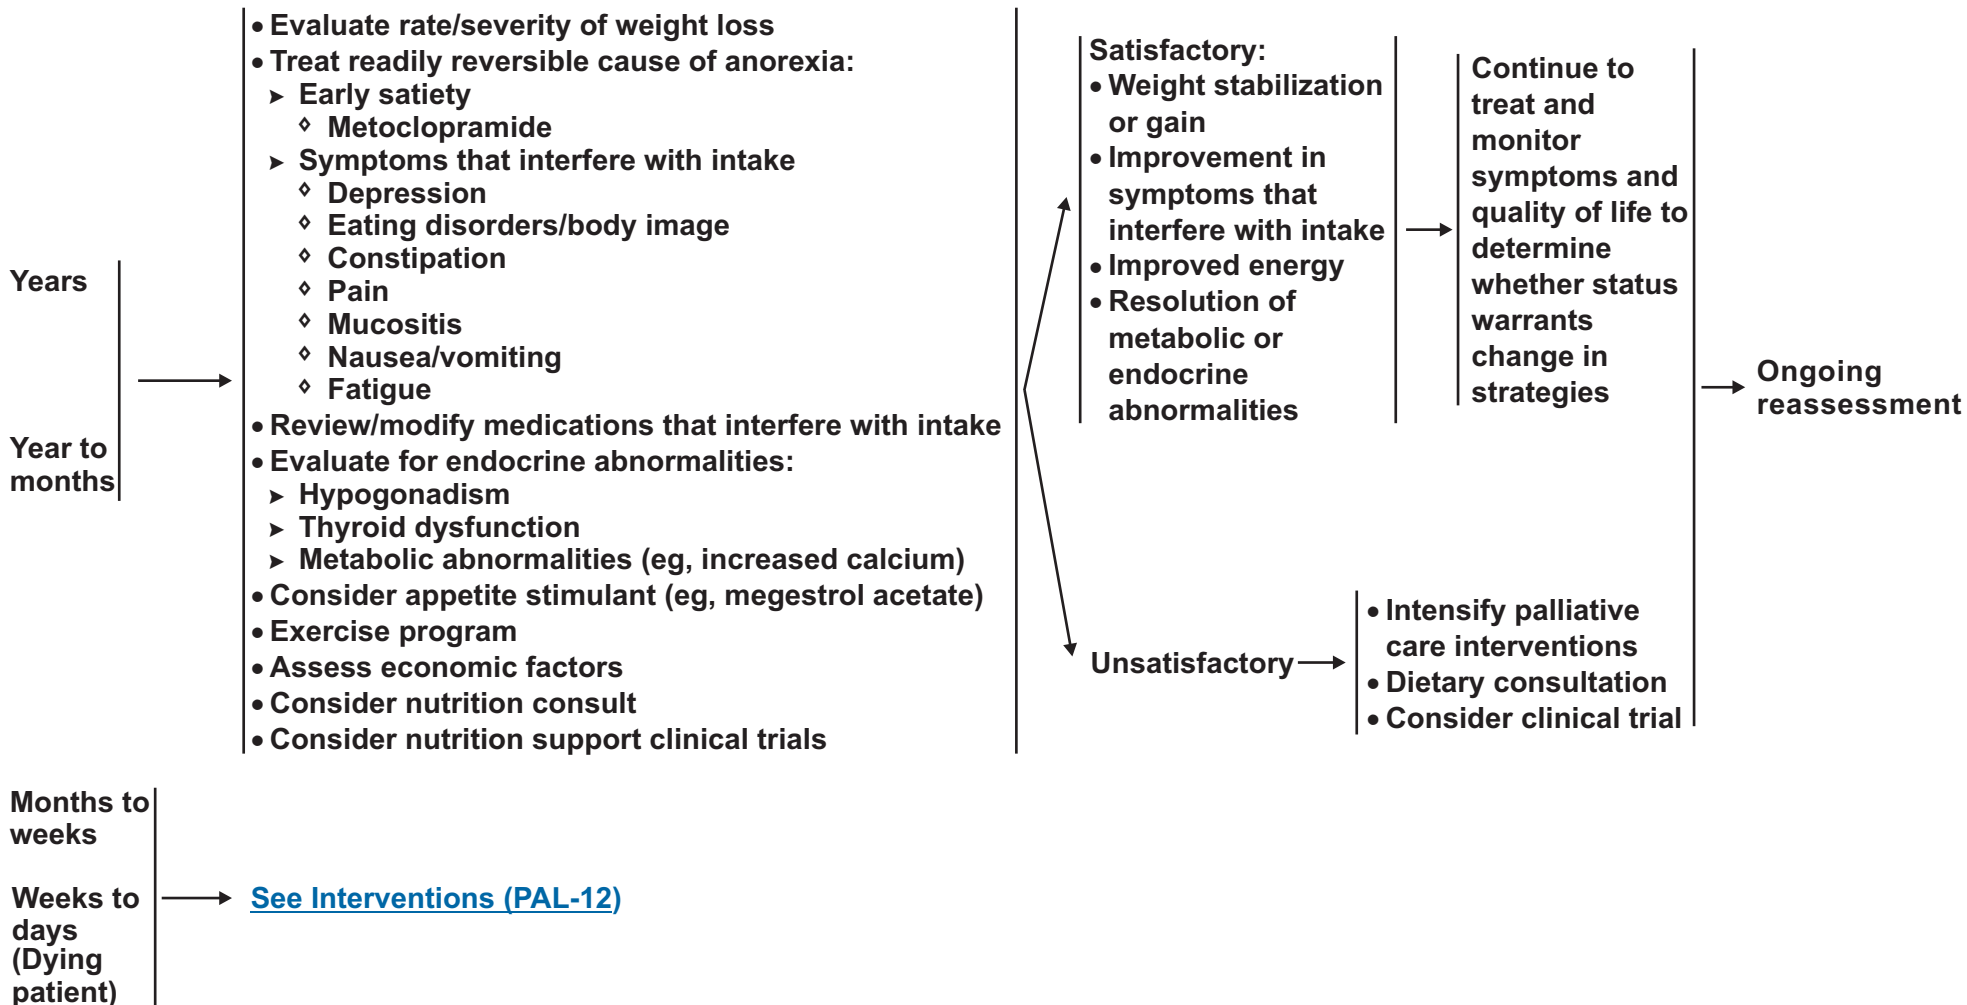 Years
Year to
months
• Evaluate rate/severity of weight loss
• Treat readily reversible cause of anorexia:
➤ Early satiety
◊ Metoclopramide
➤ Symptoms that interfere with intake
◊ Depression
◊ Eating disorders/body image
◊ Constipation
◊ Pain
◊ Mucositis
◊ Nausea/vomiting
◊ Fatigue
• Review/modify medications that interfere with intake
• Evaluate for endocrine abnormalities:
➤ Hypogonadism
➤ Thyroid dysfunction
➤ Metabolic abnormalities (eg, increased calcium)
• Consider appetite stimulant (eg, megestrol acetate)
• Exercise program
• Assess economic factors
• Consider nutrition consult
• Consider nutrition support clinical trials
Satisfactory:
• Weight stabilization
or gain
• Improvement in
symptoms that
interfere with intake
• Improved energy
• Resolution of
metabolic or
endocrine
abnormalities
Continue to
treat and
monitor
symptoms and
quality of life to
determine
whether status
warrants
change in
strategies
Unsatisfactory
• Intensify palliative
care interventions
• Dietary consultation
• Consider clinical trial
Ongoing
reassessment
Months to
weeks
Weeks to
days
(Dying
patient)
See Interventions (PAL-12)